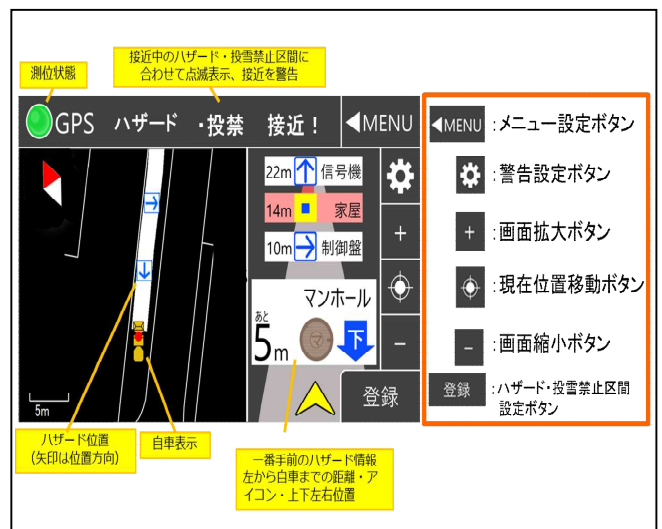 測位状態
接近中のハザード・投雪禁止区間に
合わせて点滅表示、接近を警告
GPS ハザード ・投禁 接近！ ◀MENU
22m 信号機
14m 家屋
10m 制御盤
マンホール
あと
5m マ 下
5m
登録
+
−
ハザード位置
(矢印は位置方向)
自車表示
一番手前のハザード情報
左から自車までの距離・ア
イコン・上下左右位置
◀MENU :メニュー設定ボタン
:警告設定ボタン
+ :画面拡大ボタン
:現在位置移動ボタン
− :画面縮小ボタン
登録 :ハザード・投雪禁止区間
設定ボタン